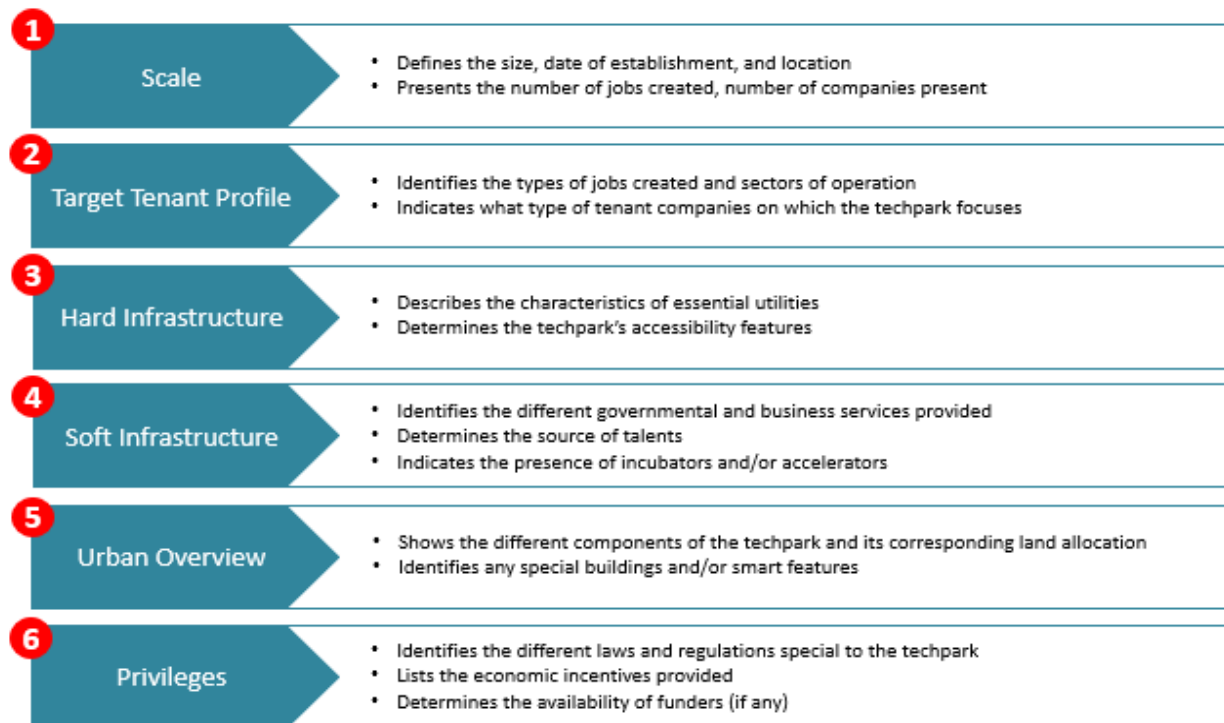 1
Scale
• Defines the size, date of establishment, and location
• Presents the number of jobs created, number of companies present
2
Target Tenant Profile
• Identifies the types of jobs created and sectors of operation
• Indicates what type of tenant companies on which the techpark focuses
3
Hard Infrastructure
• Describes the characteristics of essential utilities
• Determines the techpark's accessibility features
4
Soft Infrastructure
• Identifies the different governmental and business services provided
• Determines the source of talents
• Indicates the presence of incubators and/or accelerators
5
Urban Overview
• Shows the different components of the techpark and its corresponding land allocation
• Identifies any special buildings and/or smart features
6
Privileges
• Identifies the different laws and regulations special to the techpark
• Lists the economic incentives provided
• Determines the availability of funders (if any)